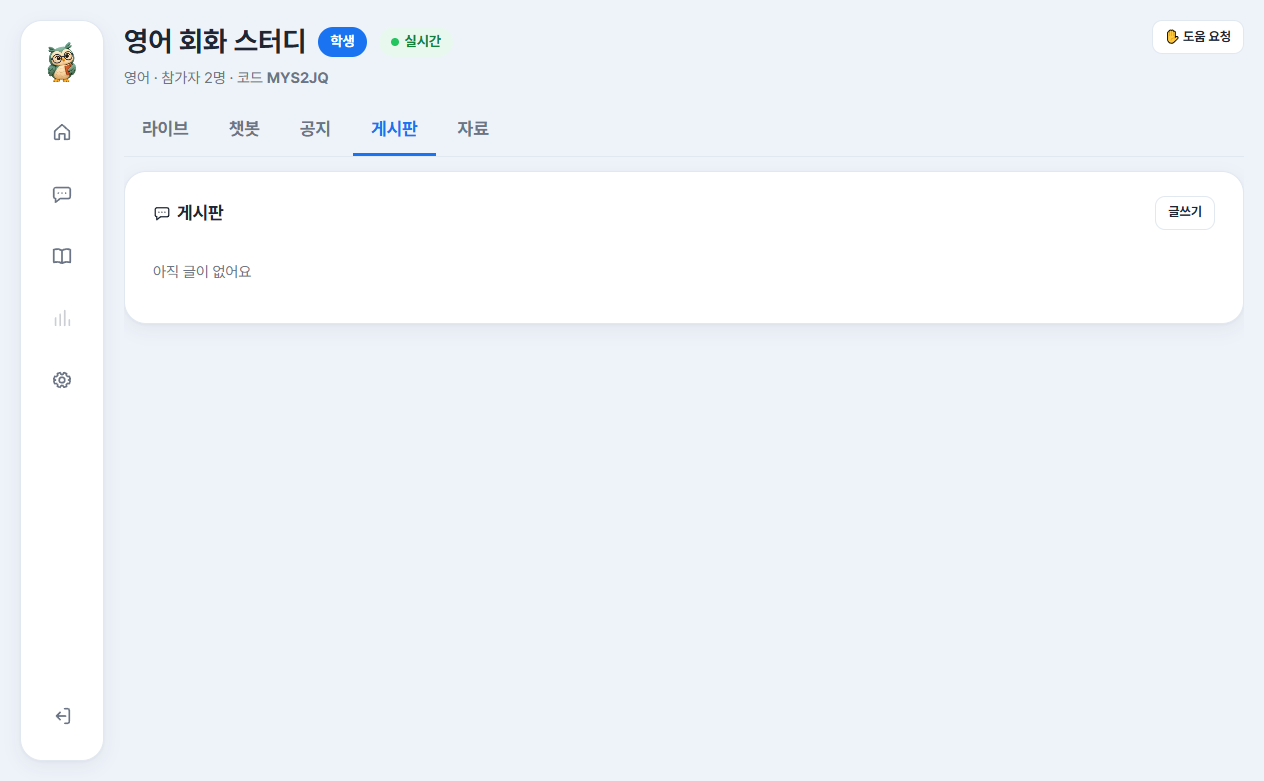 영어 회화 스터디 학생 실시간
✋ 도움 요청
영어 · 참가자 2명 · 코드 MYS2JQ
라이브 챗봇 공지 게시판 자료
게시판
글쓰기
아직 글이 없어요